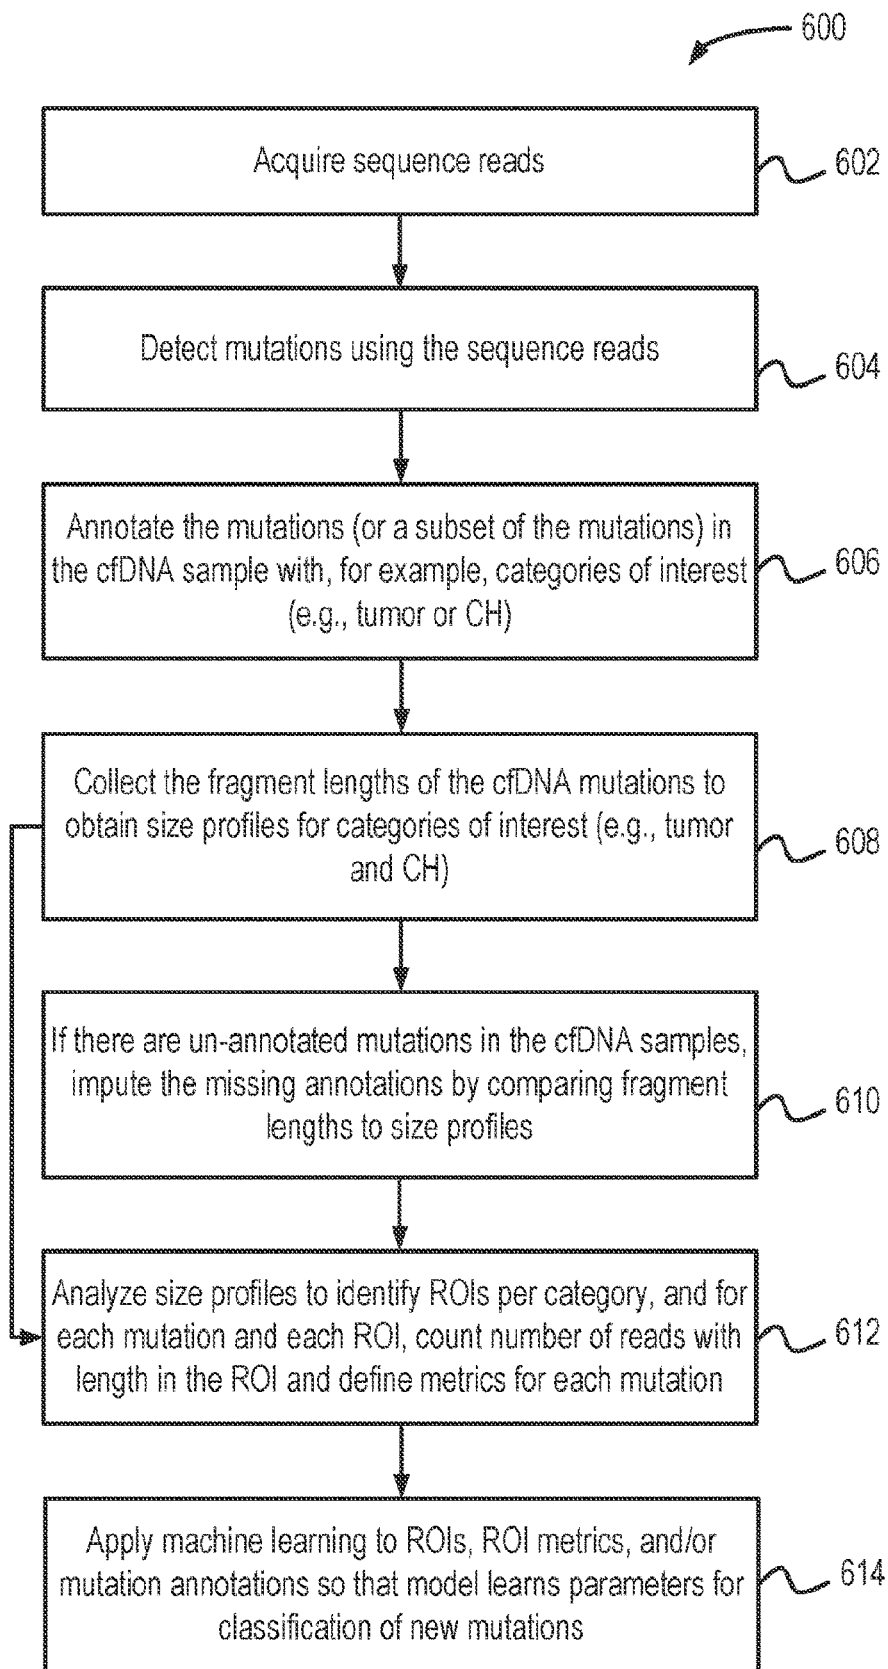 600
Acquire sequence reads
602
Detect mutations using the sequence reads
604
Annotate the mutations (or a subset of the mutations) in
the cfDNA sample with, for example, categories of interest
(e.g., tumor or CH)
606
Collect the fragment lengths of the cfDNA mutations to
obtain size profiles for categories of interest (e.g., tumor
and CH)
608
If there are un-annotated mutations in the cfDNA samples,
impute the missing annotations by comparing fragment
lengths to size profiles
610
Analyze size profiles to identify ROIs per category, and for
each mutation and each ROI, count number of reads with
length in the ROI and define metrics for each mutation
612
Apply machine learning to ROIs, ROI metrics, and/or
mutation annotations so that model learns parameters for
classification of new mutations
614